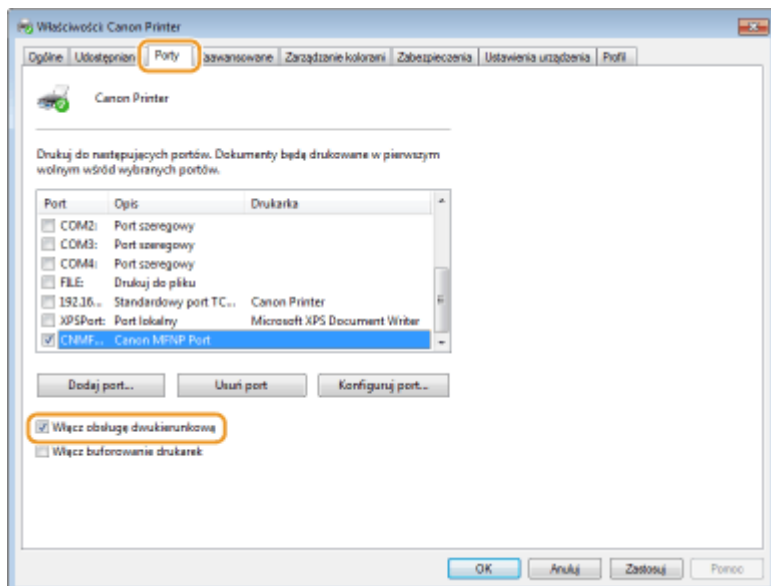 Właściwości: Canon Printer
Ogólne Udostępnian Porty aawansowane Zarządzanie kolorami Zabezpieczenia Ustawienia urządzenia Profil
Canon Printer
Drukuj do następujących portów. Dokumenty będą drukowane w pierwszym
wolnym wśród wybranych portów.
Port Opis Drukarka
COM2: Port szeregowy
COM3: Port szeregowy
COM4: Port szeregowy
FILE: Drukuj do pliku
192.16... Standardowy port TC... Canon Printer
XPSPort: Port lokalny Microsoft XPS Document Writer
CNMF... Canon MFNP Port
Dodaj port... Usuń port Konfiguruj port...
Włącz obsługę dwukierunkową
Włącz buforowanie drukarek
OK Anuluj Zastosuj Pomoc